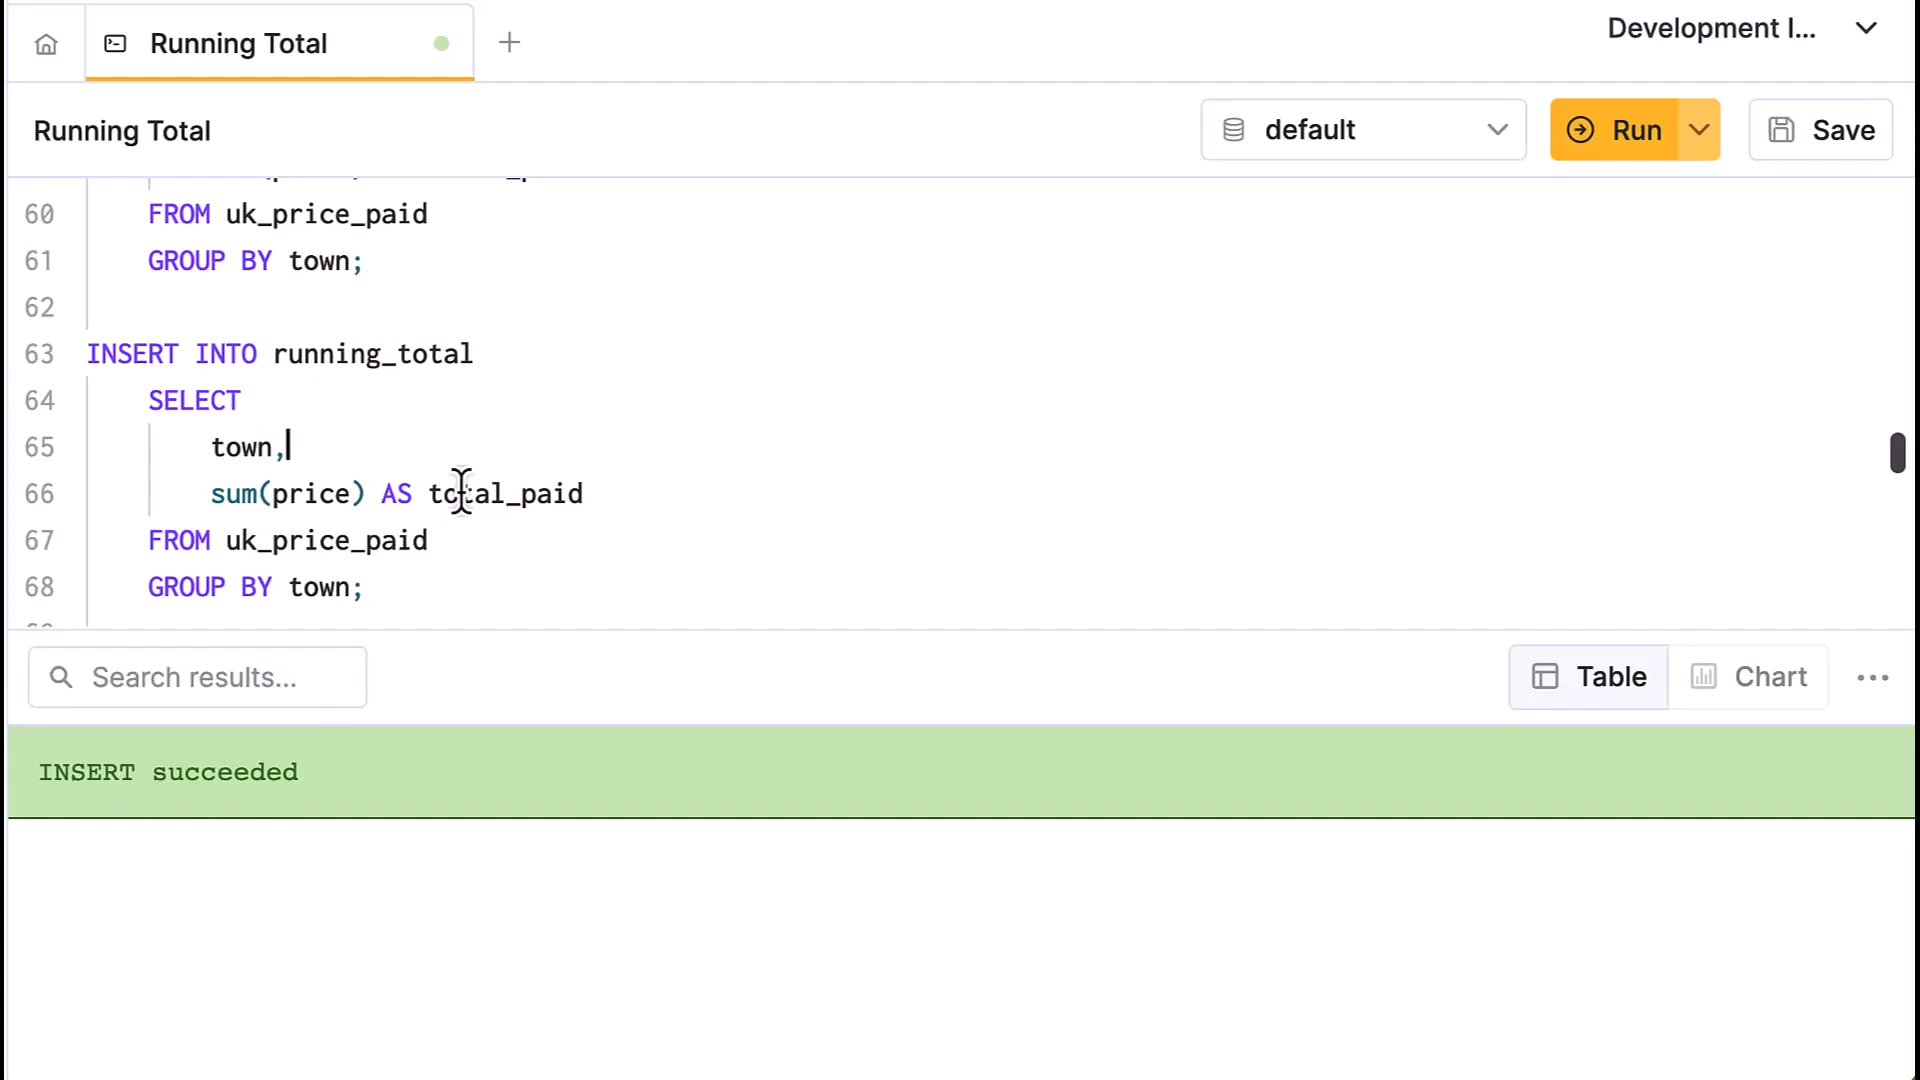 Running Total
Development I...
Running Total
default
Run
Save
60 FROM uk_price_paid
61 GROUP BY town;
62
63 INSERT INTO running_total
64 SELECT
65 town,
66 sum(price) AS total_paid
67 FROM uk_price_paid
68 GROUP BY town;
Search results...
Table
Chart
INSERT succeeded